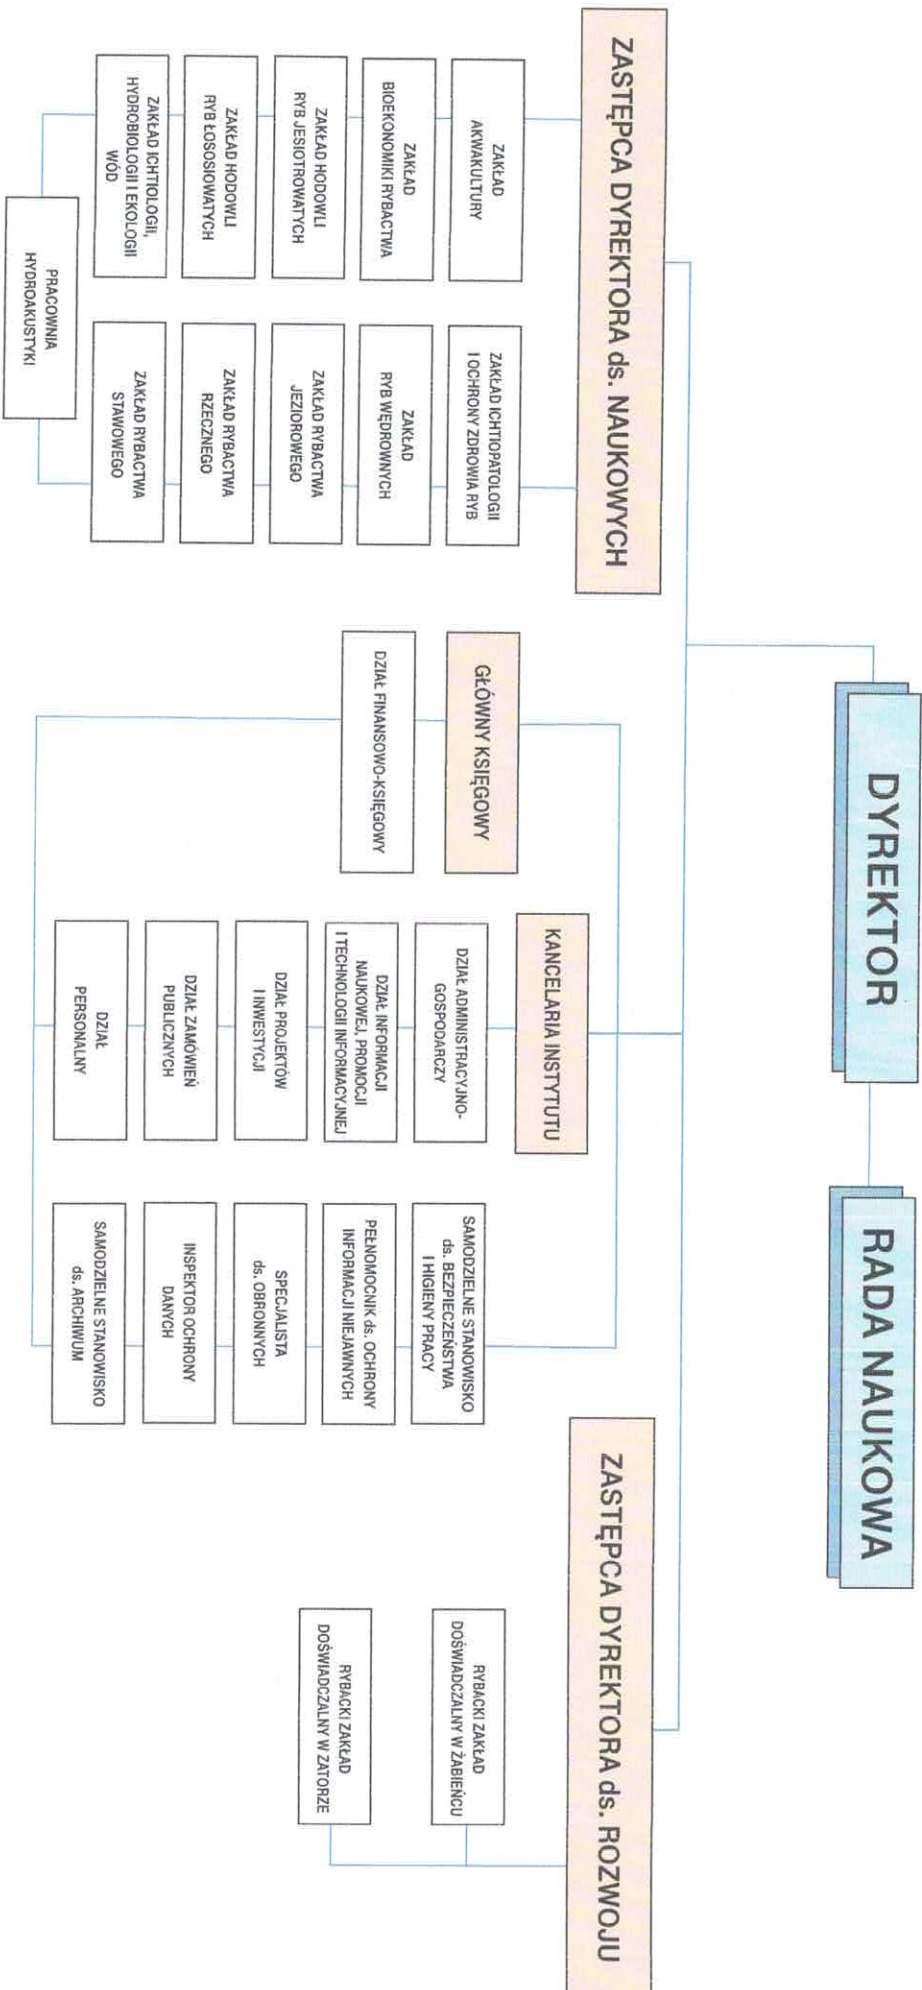 DYREKTOR
RADA NAUKOWA
ZASTĘPCA DYREKTORA ds. NAUKOWYCH
ZAKŁAD
AKWAKULTURY
ZAKŁAD
BIOEKONOMIKI RYBACTWA
ZAKŁAD HODOWLI
RYB JESIOTROWATYCH
ZAKŁAD HODOWLI
RYB ŁOSOSIOWATYCH
ZAKŁAD ICHTIOLOGII,
HYDROBIOLOGII I EKOLOGII
WÓD
ZAKŁAD ICHTIOPATOLOGII
I OCHRONY ZDROWIA RYB
ZAKŁAD
RYB WĘDROWNYCH
ZAKŁAD RYBACTWA
JEZIOROWEGO
ZAKŁAD RYBACTWA
RZECZNEGO
ZAKŁAD RYBACTWA
STAWOWEGO
PRACOWNIA
HYDROAKUSTYKI
GŁÓWNY KSIĘGOWY
DZIAŁ FINANSOWO-KSIĘGOWY
KANCELARIA INSTYTUTU
DZIAŁ ADMINISTRACYJNO-
GOSPODARCZY
DZIAŁ INFORMACJI
NAUKOWEJ, PROMOCJI
I TECHNOLOGII INFORMACYJNEJ
DZIAŁ PROJEKTÓW
I INWESTYCJI
DZIAŁ ZAMÓWIEŃ
PUBLICZNYCH
DZIAŁ
PERSONALNY
SAMODZIELNE STANOWISKO
ds. BEZPIECZEŃSTWA
I HIGIENY PRACY
PEŁNOMOCNIK ds. OCHRONY
INFORMACJI NIEJAWNYCH
SPECJALISTA
ds. OBRONNYCH
INSPEKTOR OCHRONY
DANYCH
SAMODZIELNE STANOWISKO
ds. ARCHIWUM
ZASTĘPCA DYREKTORA ds. ROZWOJU
RYBACKI ZAKŁAD
DOŚWIADCZALNY W ŻABIEŃCU
RYBACKI ZAKŁAD
DOŚWIADCZALNY W ZATORZE